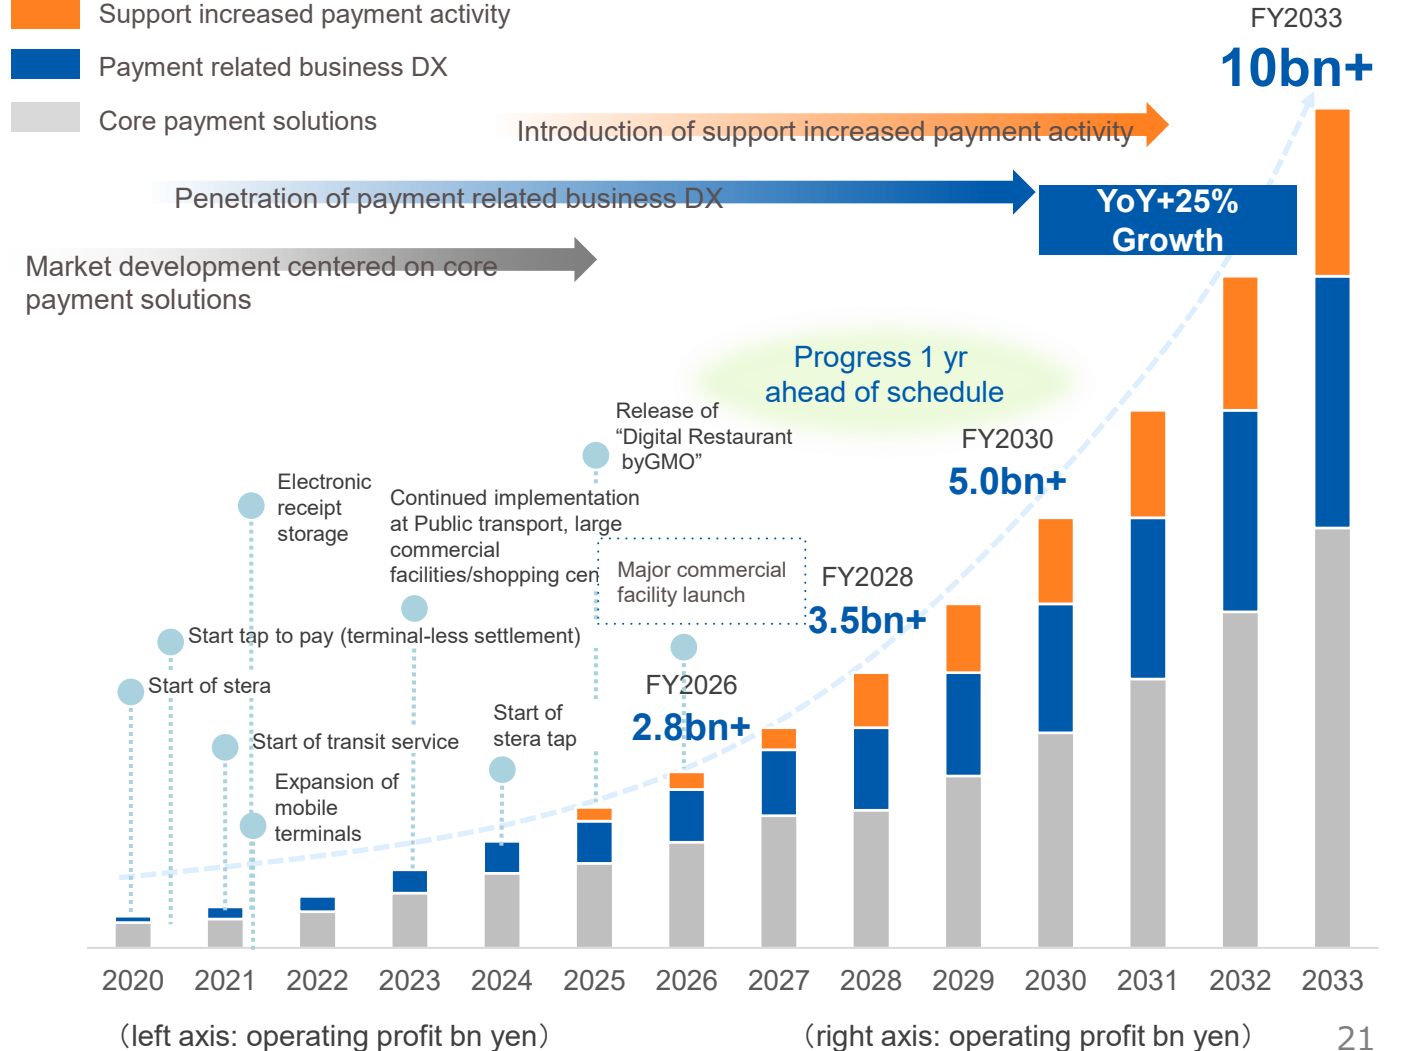 Support increased payment activity
Payment related business DX
Core payment solutions
FY2033
10bn+
Introduction of support increased payment activity
Penetration of payment related business DX
YoY+25%
Growth
Market development centered on core
payment solutions
Progress 1 yr
ahead of schedule
Release of
“Digital Restaurant
byGMO”
FY2030
5.0bn+
Electronic
receipt
storage
Continued implementation
at Public transport, large
commercial
facilities/shopping cen
Major commercial
facility launch
FY2028
3.5bn+
Start tap to pay (terminal-less settlement)
Start of stera
FY2026
2.8bn+
Start of
stera tap
Start of transit service
Expansion of
mobile
terminals
2020 2021 2022 2023 2024 2025 2026 2027 2028 2029 2030 2031 2032 2033
（left axis: operating profit bn yen）
（right axis: operating profit bn yen）
21